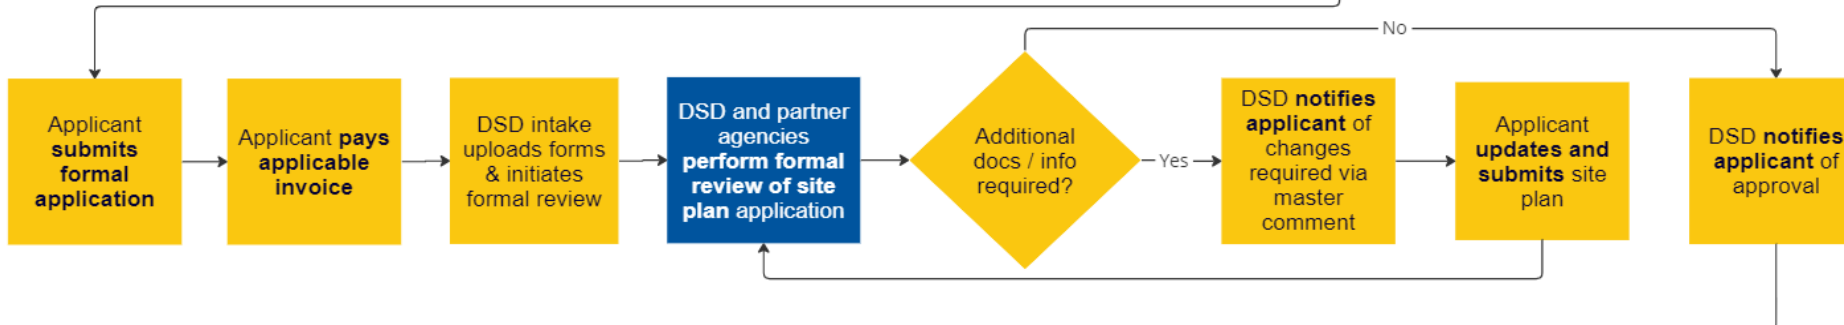 Applicant
submits
formal
application
Applicant pays
applicable
invoice
DSD intake
uploads forms
& initiates
formal review
DSD and partner
agencies
perform formal
review of site
plan application
Additional
docs / info
required?
Yes
No
DSD notifies
applicant of
changes
required via
master
comment
Applicant
updates and
submits site
plan
DSD notifies
applicant of
approval